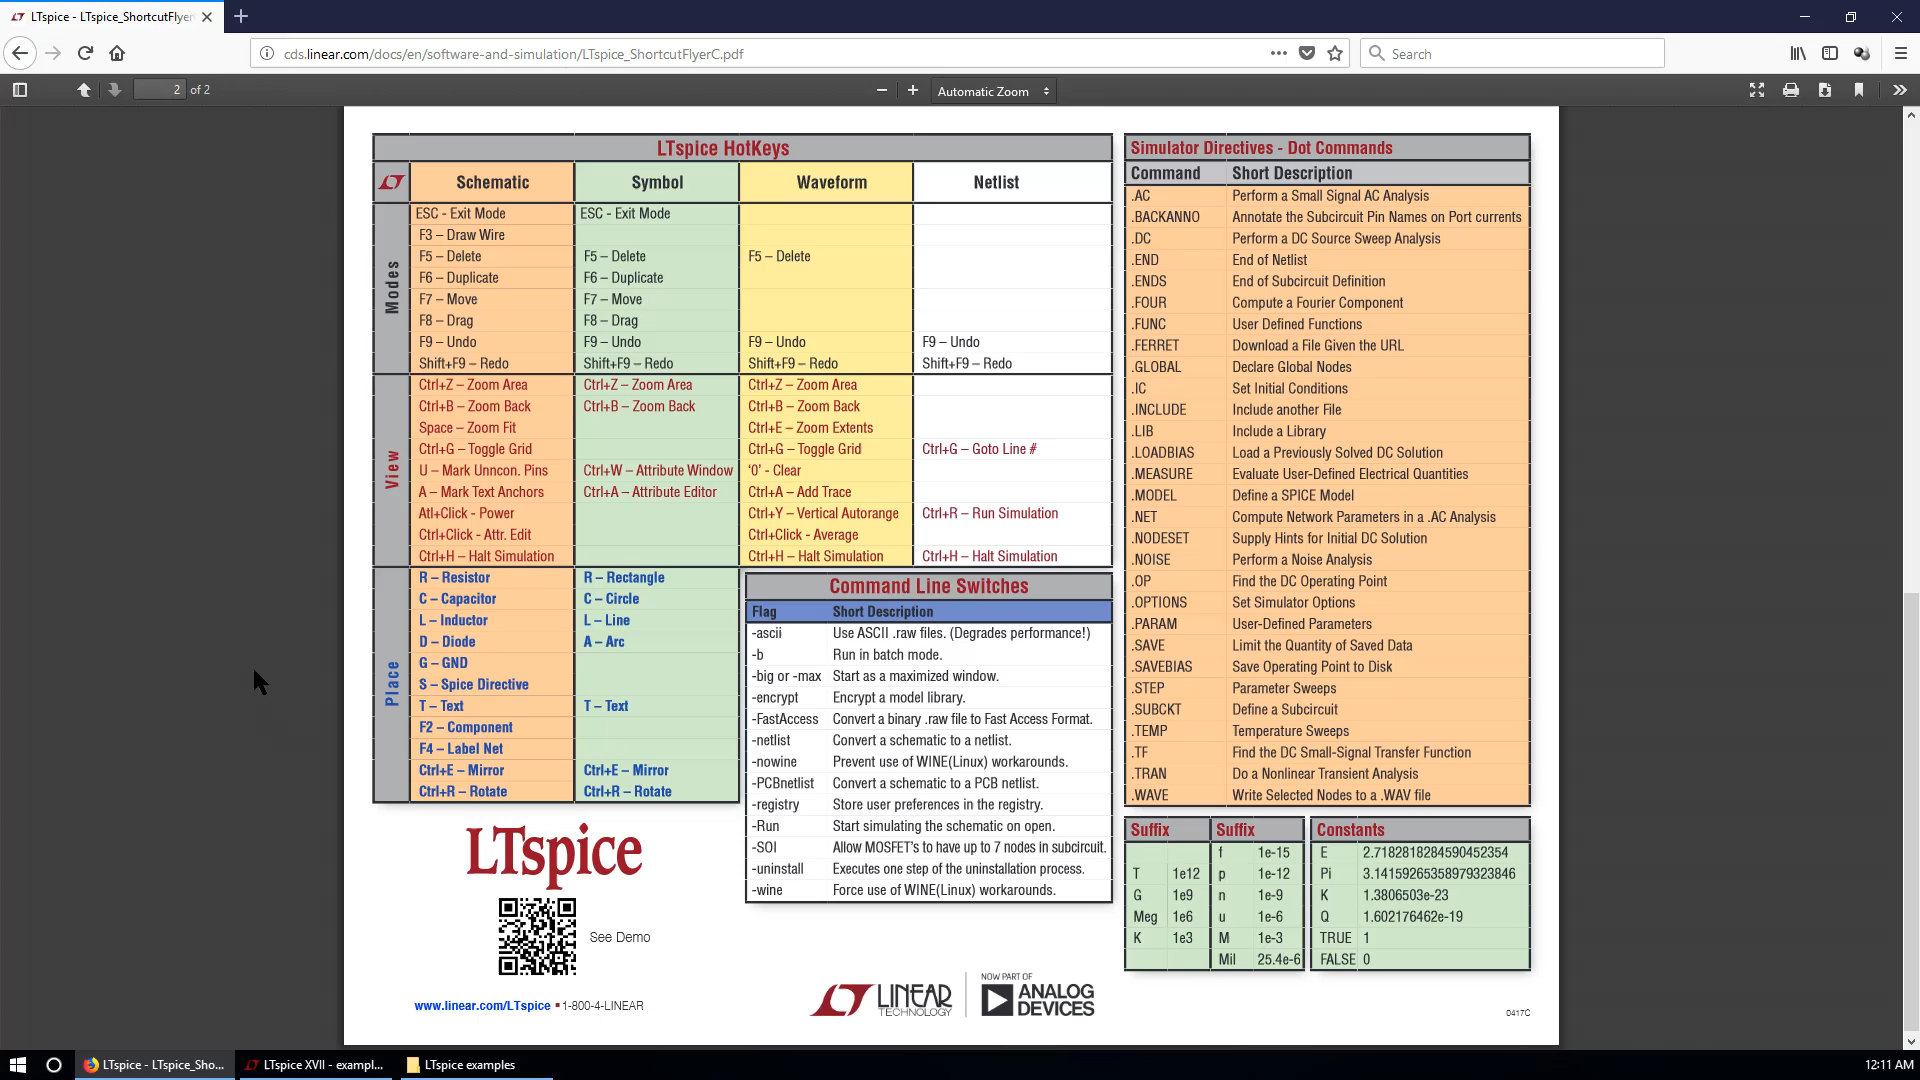 LTspice - LTspice_ShortcutFlyer
cds.linear.com/docs/en/software-and-simulation/LTspice_ShortcutFlyerC.pdf
Search
2 of 2
Automatic Zoom
LTspice HotKeys
Schematic Symbol Waveform Netlist
Modes
ESC - Exit Mode ESC - Exit Mode
F3 – Draw Wire
F5 – Delete F5 – Delete F5 – Delete
F6 – Duplicate F6 – Duplicate
F7 – Move F7 – Move
F8 – Drag F8 – Drag
F9 – Undo F9 – Undo F9 – Undo F9 – Undo
Shift+F9 – Redo Shift+F9 – Redo Shift+F9 – Redo Shift+F9 – Redo
View
Ctrl+Z – Zoom Area Ctrl+Z – Zoom Area Ctrl+Z – Zoom Area
Ctrl+B – Zoom Back Ctrl+B – Zoom Back Ctrl+B – Zoom Back
Space – Zoom Fit Ctrl+E – Zoom Extents
Ctrl+G – Toggle Grid Ctrl+G – Toggle Grid Ctrl+G – Goto Line #
U – Mark Unncon. Pins Ctrl+W – Attribute Window ‘0’ - Clear
A – Mark Text Anchors Ctrl+A – Attribute Editor Ctrl+A – Add Trace
Atl+Click - Power Ctrl+Y – Vertical Autorange Ctrl+R – Run Simulation
Ctrl+Click - Attr. Edit Ctrl+Click - Average
Ctrl+H – Halt Simulation Ctrl+H – Halt Simulation Ctrl+H – Halt Simulation
Place
R – Resistor R – Rectangle
C – Capacitor C – Circle
L – Inductor L – Line
D – Diode A – Arc
G – GND
S – Spice Directive
T – Text T – Text
F2 – Component
F4 – Label Net
Ctrl+E – Mirror Ctrl+E – Mirror
Ctrl+R – Rotate Ctrl+R – Rotate
Command Line Switches
Flag Short Description
-ascii Use ASCII .raw files. (Degrades performance!)
-b Run in batch mode.
-big or -max Start as a maximized window.
-encrypt Encrypt a model library.
-FastAccess Convert a binary .raw file to Fast Access Format.
-netlist Convert a schematic to a netlist.
-nowine Prevent use of WINE(Linux) workarounds.
-PCBnetlist Convert a schematic to a PCB netlist.
-registry Store user preferences in the registry.
-Run Start simulating the schematic on open.
-SOI Allow MOSFET's to have up to 7 nodes in subcircuit.
-uninstall Executes one step of the uninstallation process.
-wine Force use of WINE(Linux) workarounds.
Simulator Directives - Dot Commands
Command Short Description
.AC Perform a Small Signal AC Analysis
.BACKANNO Annotate the Subcircuit Pin Names on Port currents
.DC Perform a DC Source Sweep Analysis
.END End of Netlist
.ENDS End of Subcircuit Definition
.FOUR Compute a Fourier Component
.FUNC User Defined Functions
.FERRET Download a File Given the URL
.GLOBAL Declare Global Nodes
.IC Set Initial Conditions
.INCLUDE Include another File
.LIB Include a Library
.LOADBIAS Load a Previously Solved DC Solution
.MEASURE Evaluate User-Defined Electrical Quantities
.MODEL Define a SPICE Model
.NET Compute Network Parameters in a .AC Analysis
.NODESET Supply Hints for Initial DC Solution
.NOISE Perform a Noise Analysis
.OP Find the DC Operating Point
.OPTIONS Set Simulator Options
.PARAM User-Defined Parameters
.SAVE Limit the Quantity of Saved Data
.SAVEBIAS Save Operating Point to Disk
.STEP Parameter Sweeps
.SUBCKT Define a Subcircuit
.TEMP Temperature Sweeps
.TF Find the DC Small-Signal Transfer Function
.TRAN Do a Nonlinear Transient Analysis
.WAVE Write Selected Nodes to a .WAV file
Suffix Suffix Constants
f 1e-15 E 2.7182818284590452354
T 1e12 p 1e-12 Pi 3.14159265358979323846
G 1e9 n 1e-9 K 1.3806503e-23
Meg 1e6 u 1e-6 Q 1.602176462e-19
K 1e3 M 1e-3 TRUE 1
Mil 25.4e-6 FALSE 0
LTspice
See Demo
www.linear.com/LTspice ▪ 1-800-4-LINEAR
LINEAR
TECHNOLOGY
NOW PART OF
ANALOG
DEVICES
0417C
LTspice - LTspice_Sho...
LTspice XVII - exampl...
LTspice examples
12:11 AM